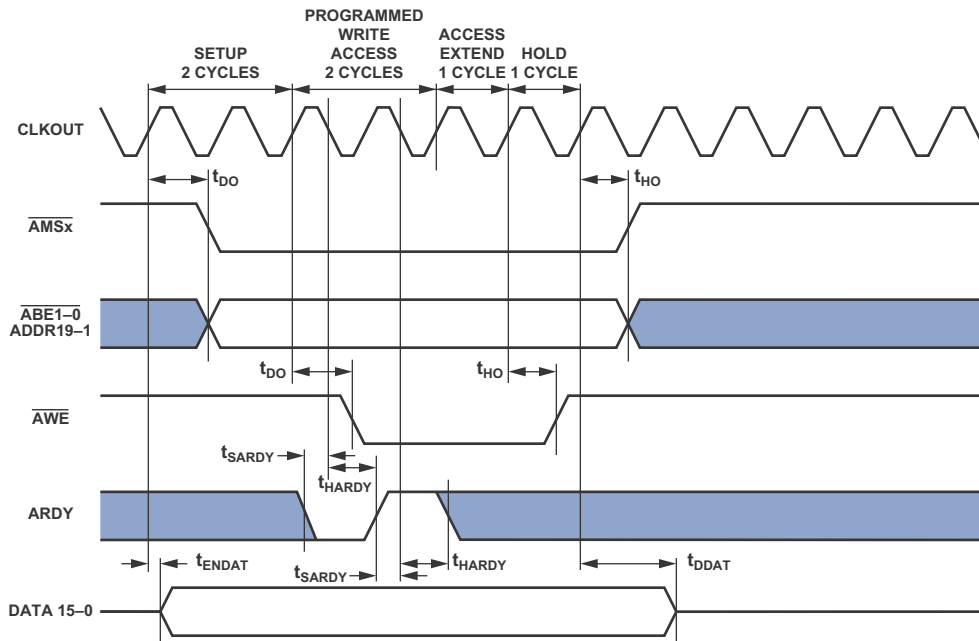 PROGRAMMED
WRITE
ACCESS
2 CYCLES
SETUP
2 CYCLES
ACCESS
EXTEND
1 CYCLE
HOLD
1 CYCLE
CLKOUT
tDO
tHO
AMSx
ABE1–0
ADDR19–1
tDO
tHO
AWE
tSARDY
tHARDY
ARDY
tENDAT
tSARDY
tHARDY
tDDAT
DATA 15–0